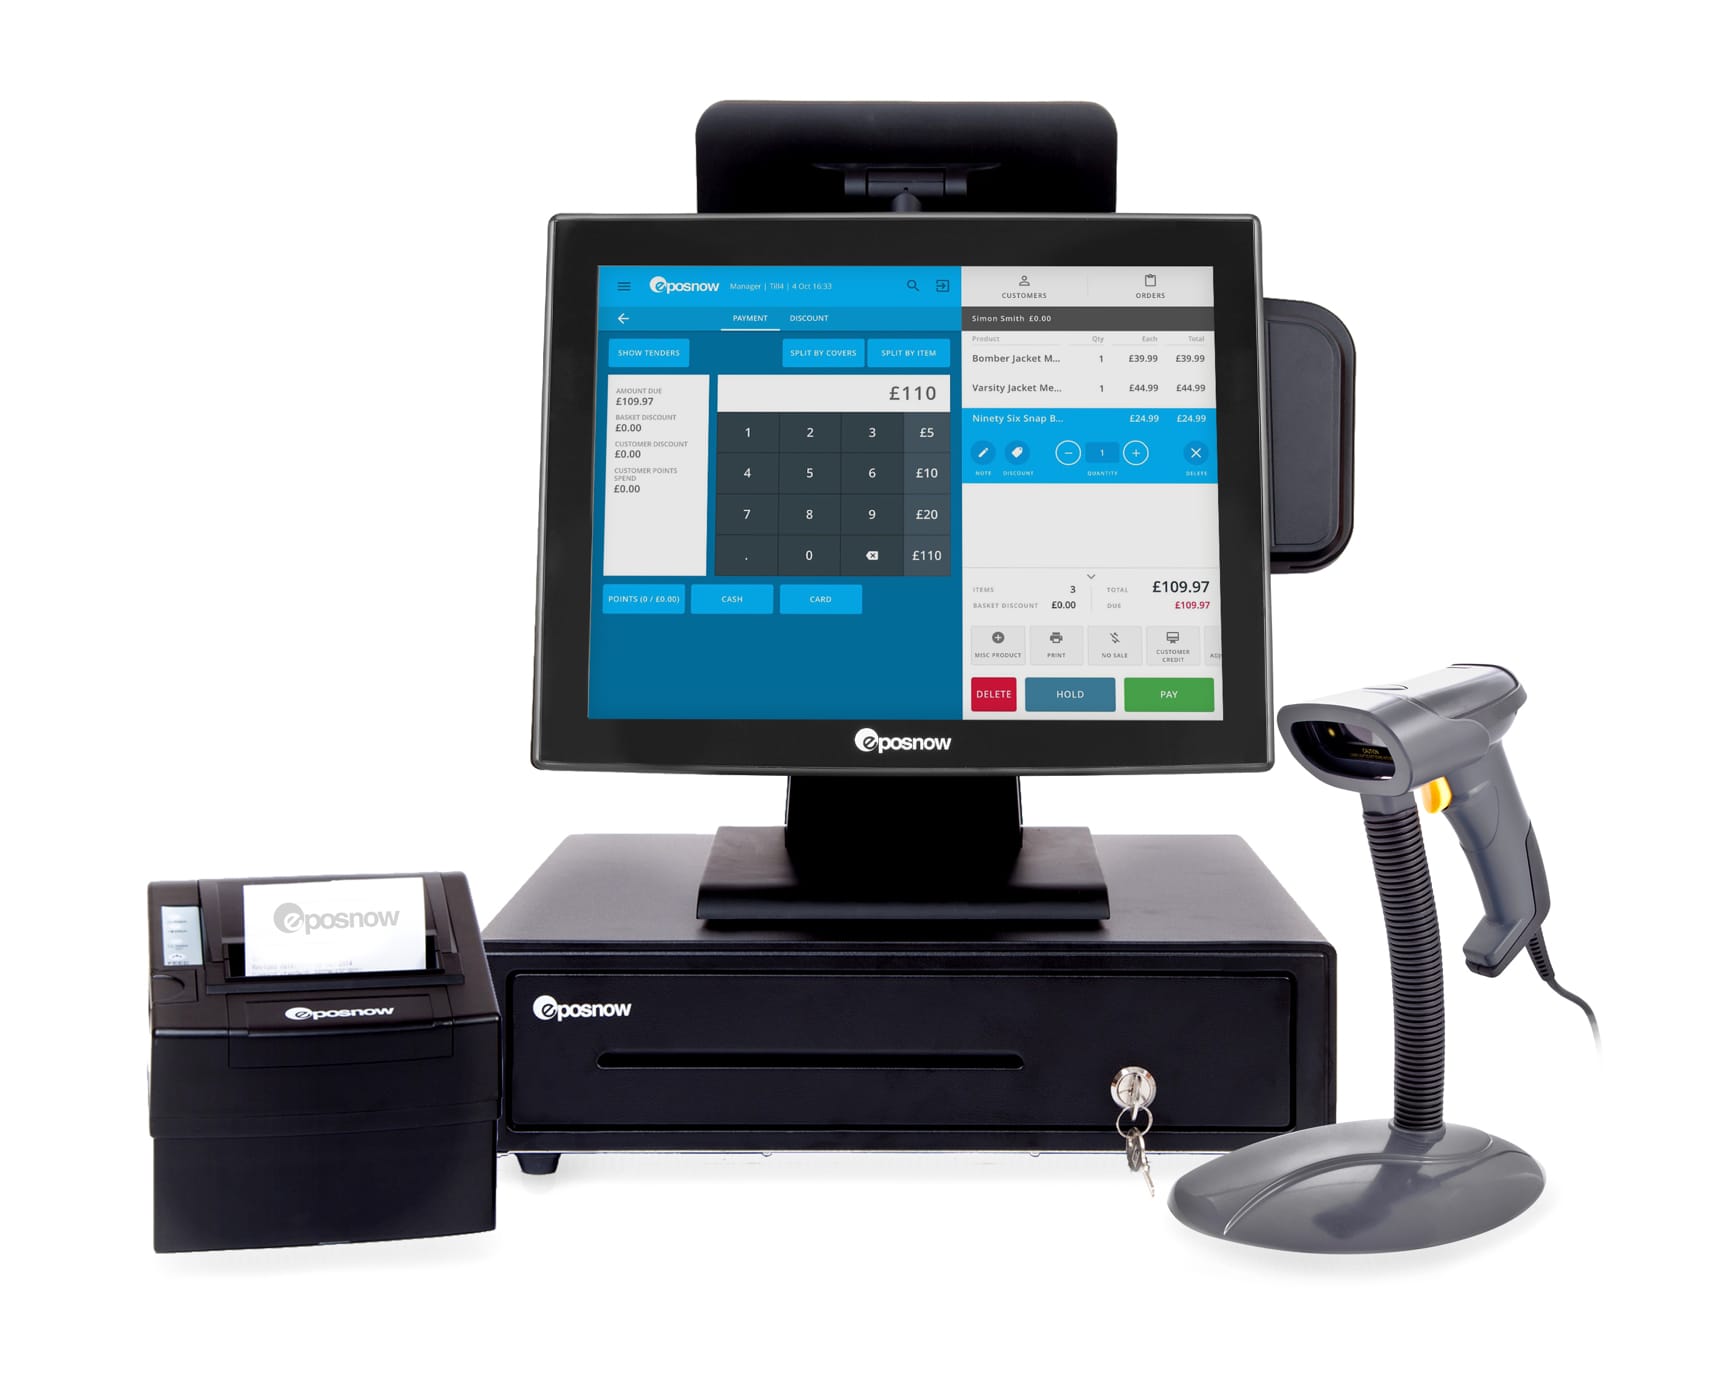 eposnow Manager | Till4 | 4 Oct 16:33
PAYMENT DISCOUNT
SHOW TENDERS SPLIT BY COVERS SPLIT BY ITEM
AMOUNT DUE
£109.97
BASKET DISCOUNT
£0.00
CUSTOMER DISCOUNT
£0.00
CUSTOMER POINTS
SPEND
£0.00
£110
1 2 3 £5
4 5 6 £10
7 8 9 £20
. 0 £110
POINTS (0 / £0.00) CASH CARD
CUSTOMERS ORDERS
Simon Smith £0.00
Product Qty Each Total
Bomber Jacket M... 1 £39.99 £39.99
Varsity Jacket Me... 1 £44.99 £44.99
Ninety Six Snap B... £24.99 £24.99
1
NOTE DISCOUNT QUANTITY DELETE
ITEMS 3 TOTAL £109.97
BASKET DISCOUNT £0.00 DUE £109.97
MISC PRODUCT PRINT NO SALE CUSTOMER
CREDIT
DELETE HOLD PAY
eposnow
CAUTION
eposnow
eposnow
eposnow